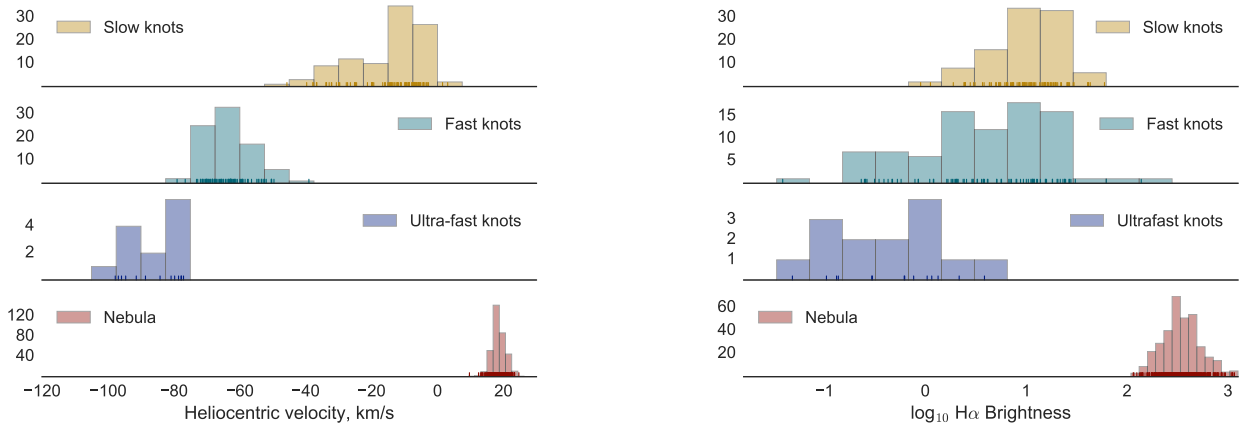 30
20
10
Slow knots
30
20
10
Fast knots
4
2
Ultra-fast knots
120
80
40
Nebula
−120 −100 −80 −60 −40 −20 0 20
Heliocentric velocity, km/s
30
20
10
Slow knots
15
10
5
Fast knots
3
2
1
Ultrafast knots
60
40
20
Nebula
−1 0 1 2 3
log₁₀ Hα Brightness